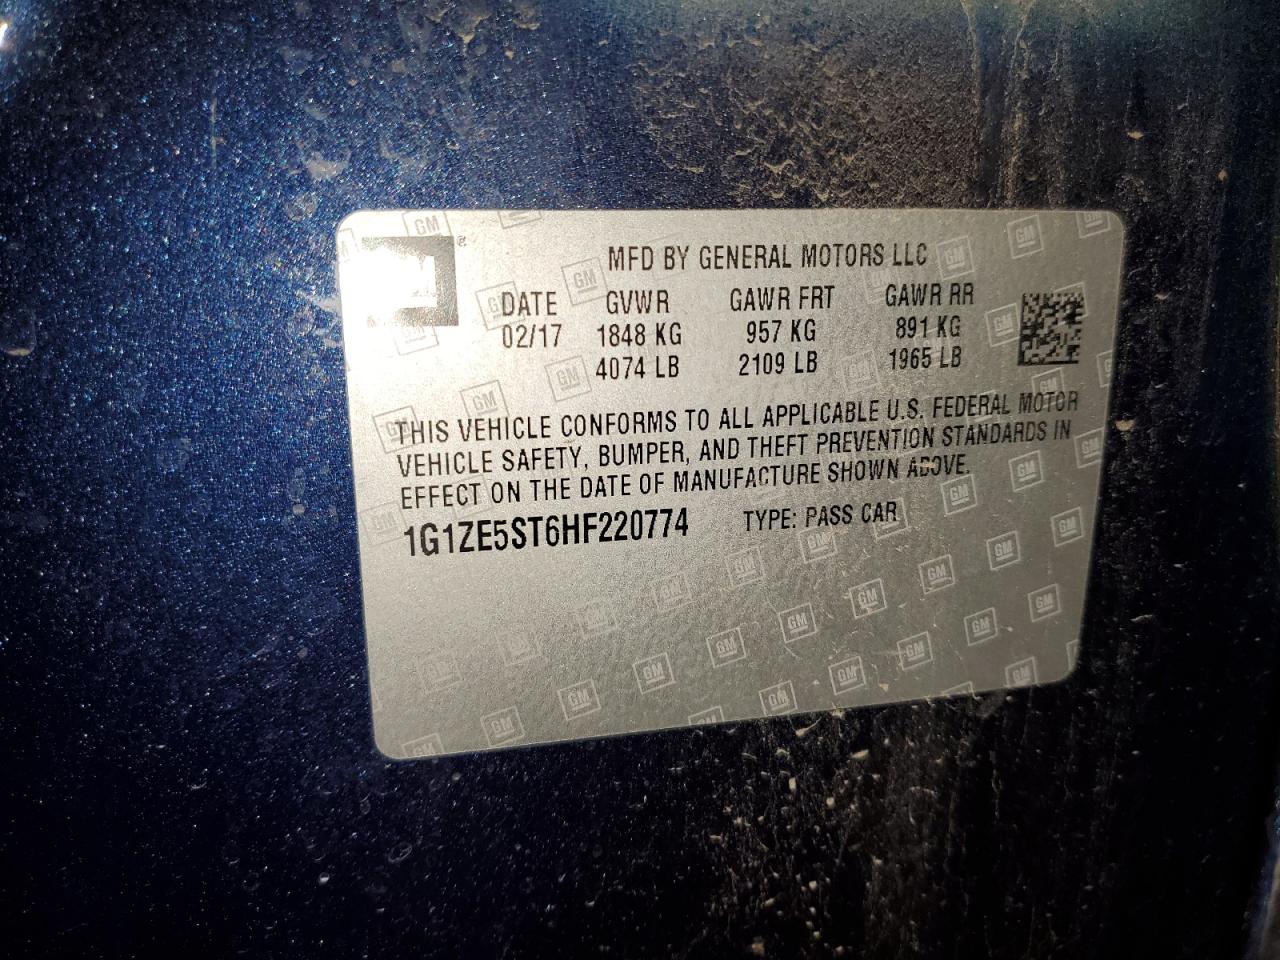 MFD BY GENERAL MOTORS LLC
DATE GVWR GAWR FRT GAWR RR
02/17 1848 KG 957 KG 891 KG
4074 LB 2109 LB 1965 LB
THIS VEHICLE CONFORMS TO ALL APPLICABLE U.S. FEDERAL MOTOR
VEHICLE SAFETY, BUMPER, AND THEFT PREVENTION STANDARDS IN
EFFECT ON THE DATE OF MANUFACTURE SHOWN ABOVE.
1G1ZE5ST6HF220774 TYPE: PASS CAR